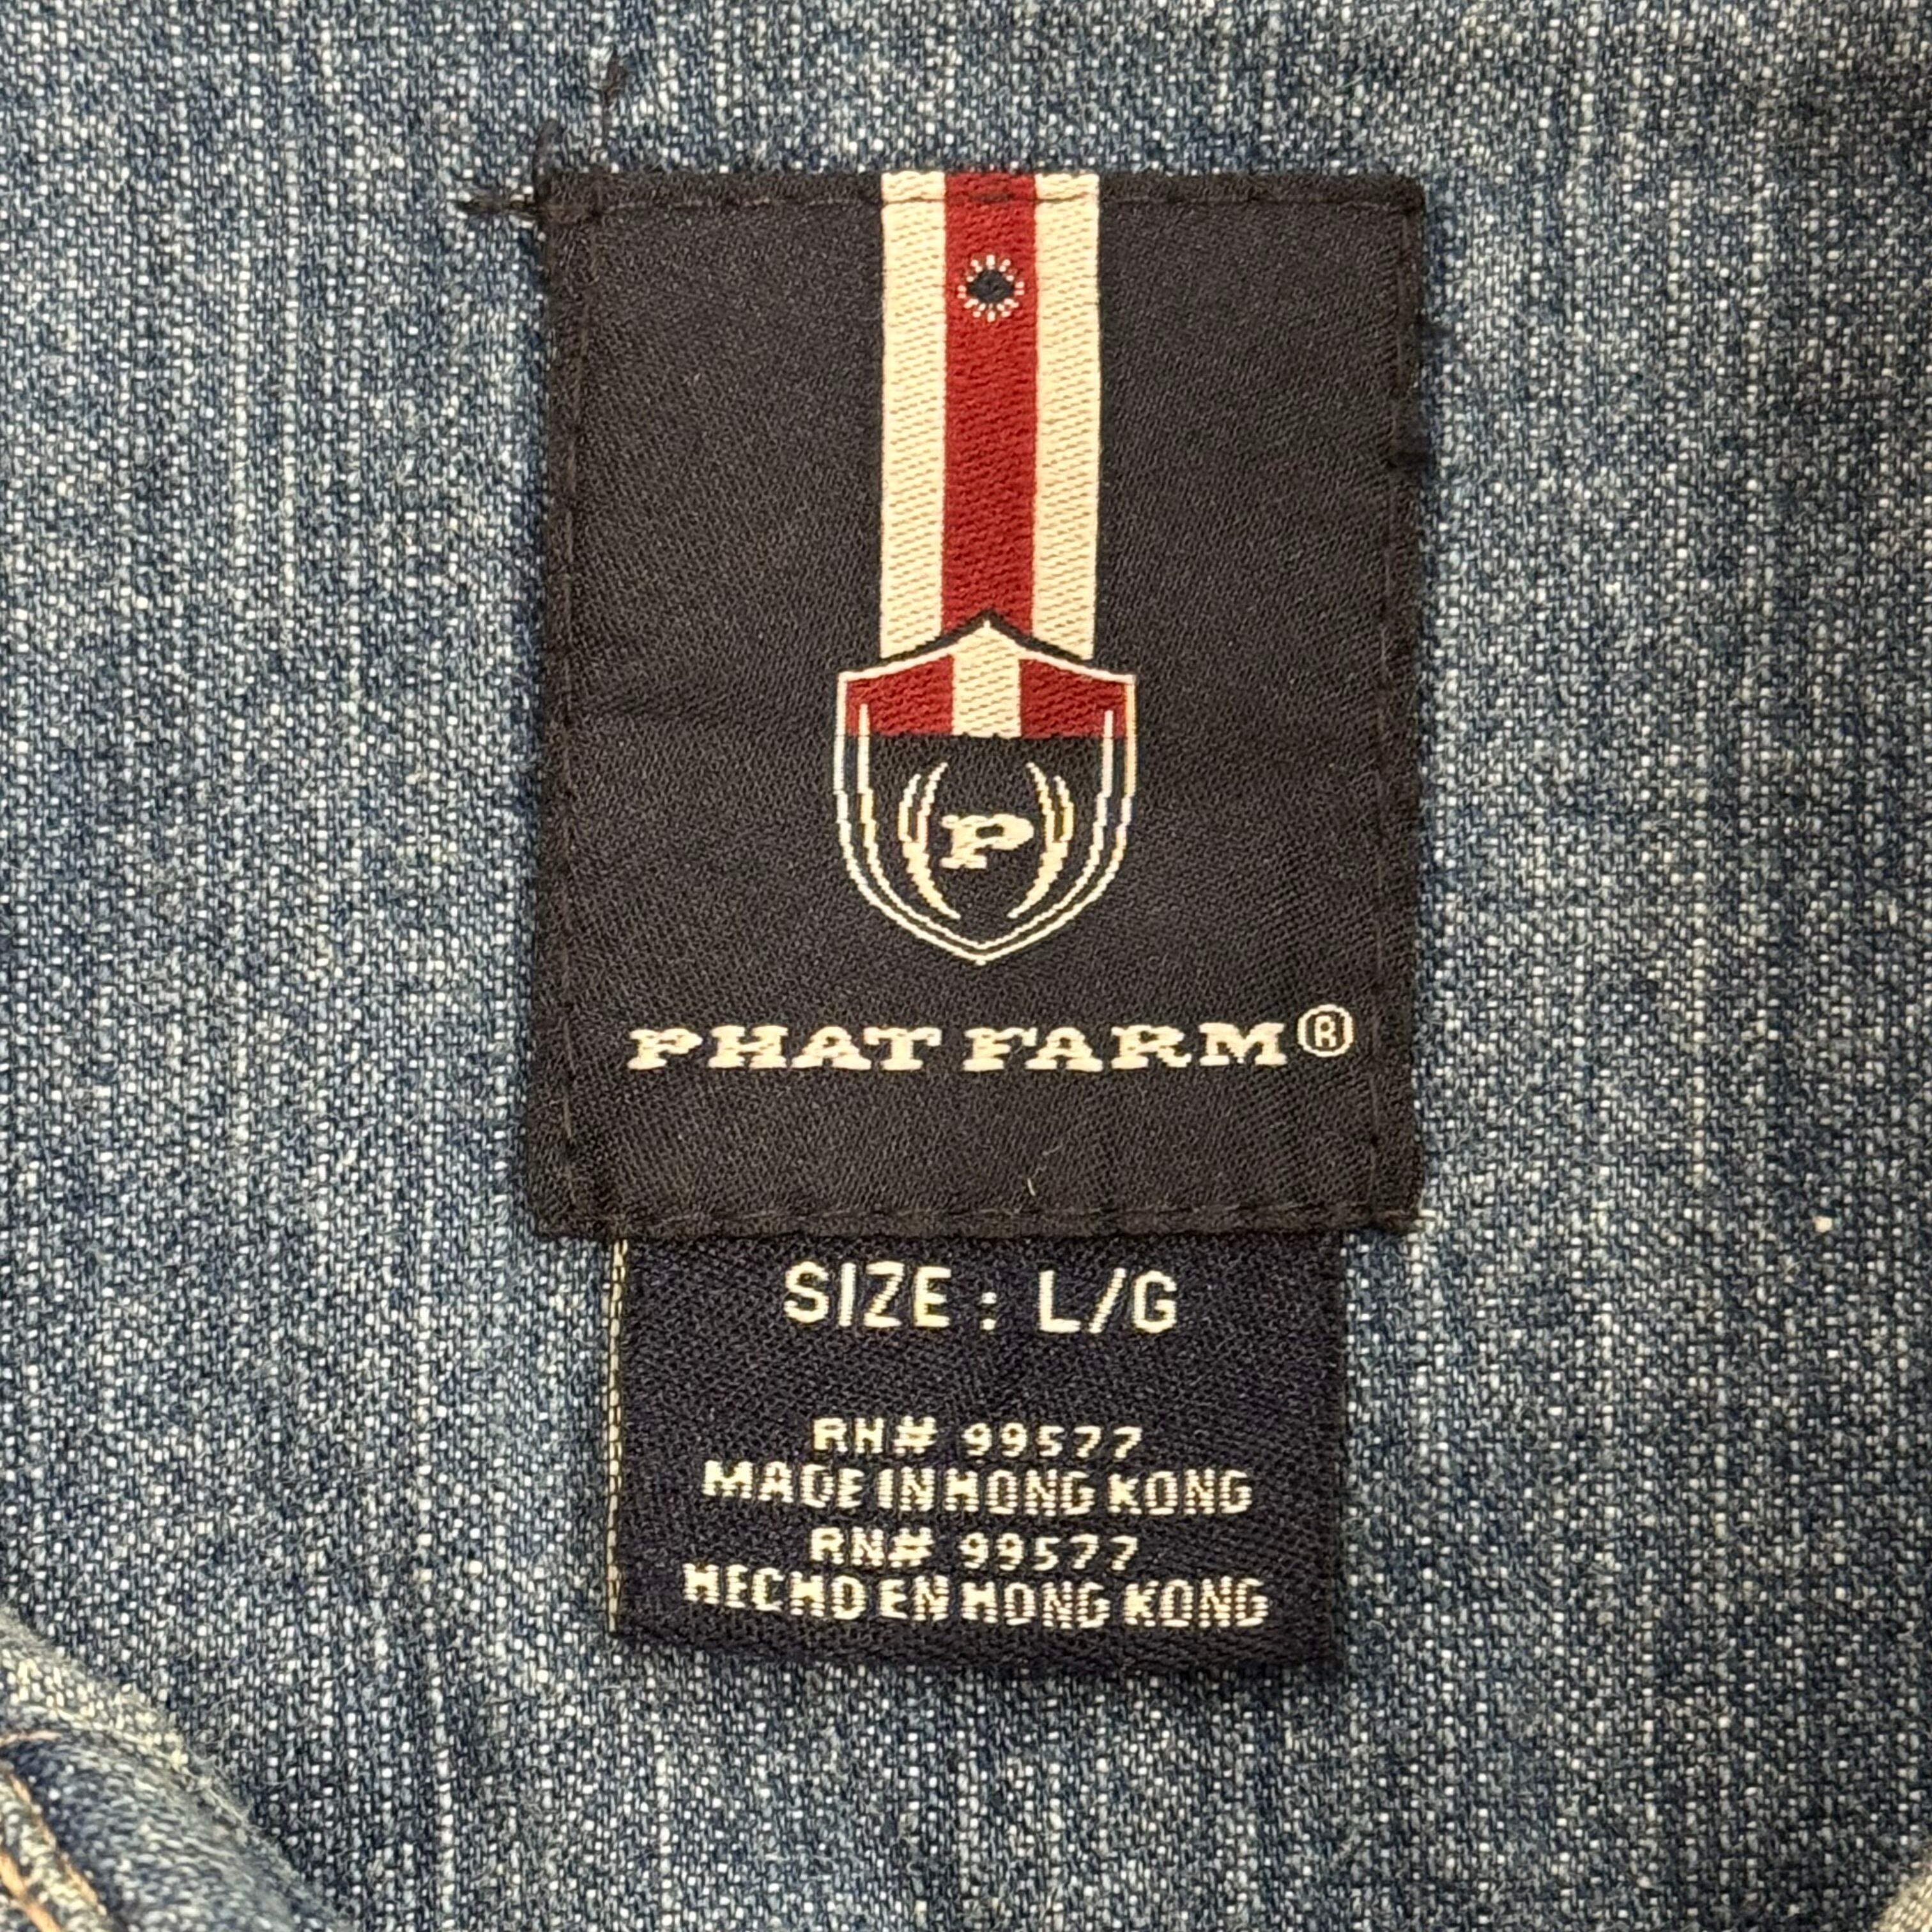 P
PHAT FARM®
SIZE : L/G
RN# 99577
MADE IN HONG KONG
RN# 99577
HECHO EN HONG KONG